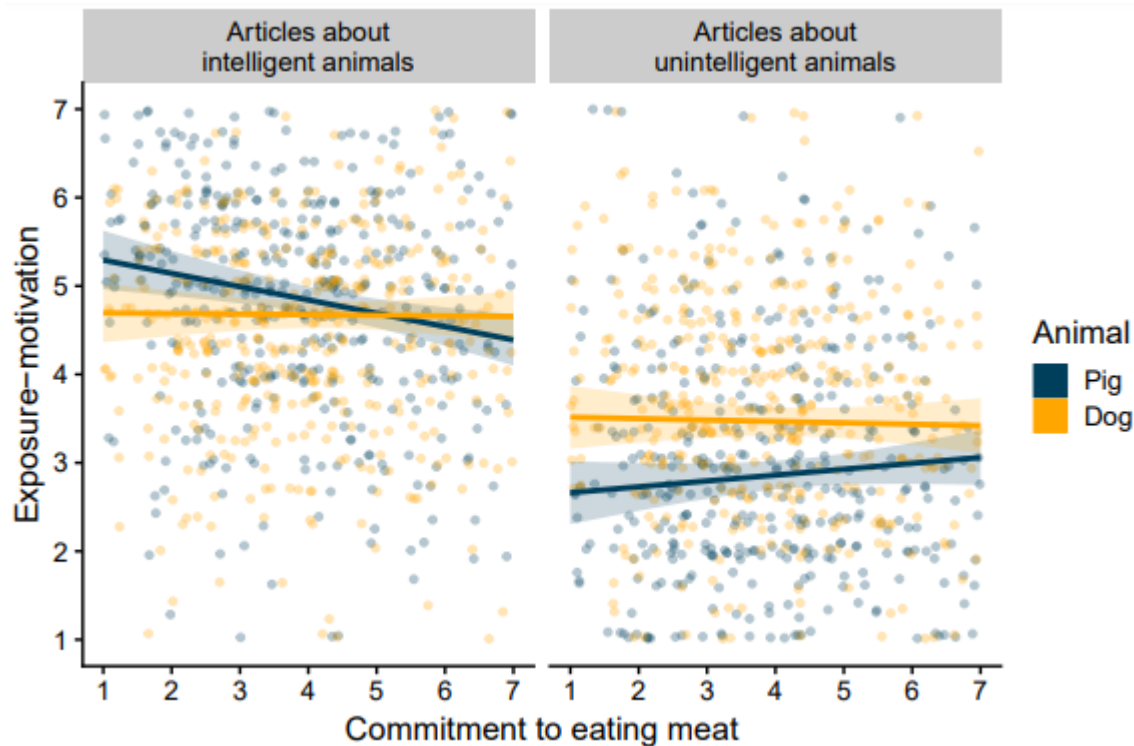 Articles about
intelligent animals
Articles about
unintelligent animals
7
6
5
4
3
2
1
Exposure-motivation
1 2 3 4 5 6 7
1 2 3 4 5 6 7
Commitment to eating meat
Animal
Pig
Dog